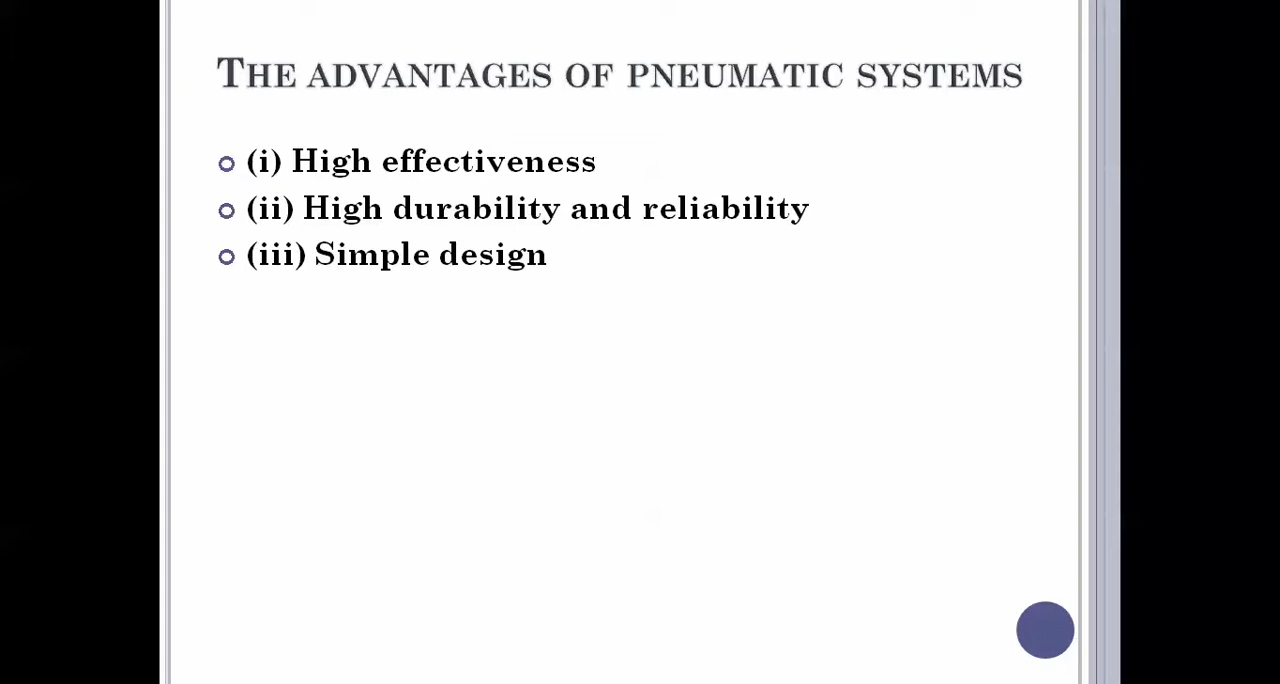 The advantages of pneumatic systems
(i) High effectiveness
(ii) High durability and reliability
(iii) Simple design